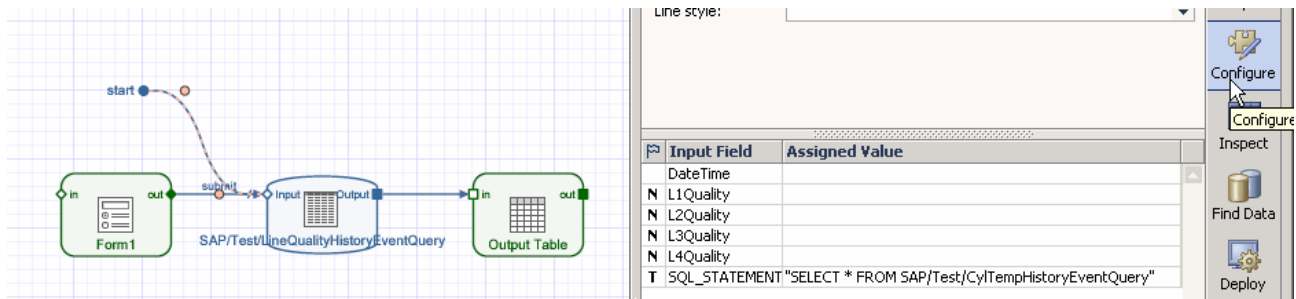 Line style:
Configure
start
Configure
Input Field Assigned Value
Inspect
DateTime
in out submit Input Output in out
N L1Quality
N L2Quality
Find Data
N L3Quality
Form1 SAP/Test/LineQualityHistoryEventQuery Output Table
N L4Quality
T SQL_STATEMENT "SELECT * FROM SAP/Test/CylTempHistoryEventQuery"
Deploy